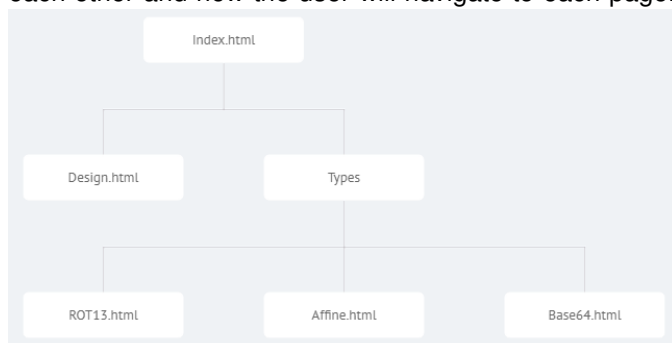 each other and how the user will navigate to each page.
Index.html
Design.html
Types
ROT13.html
Affine.html
Base64.html